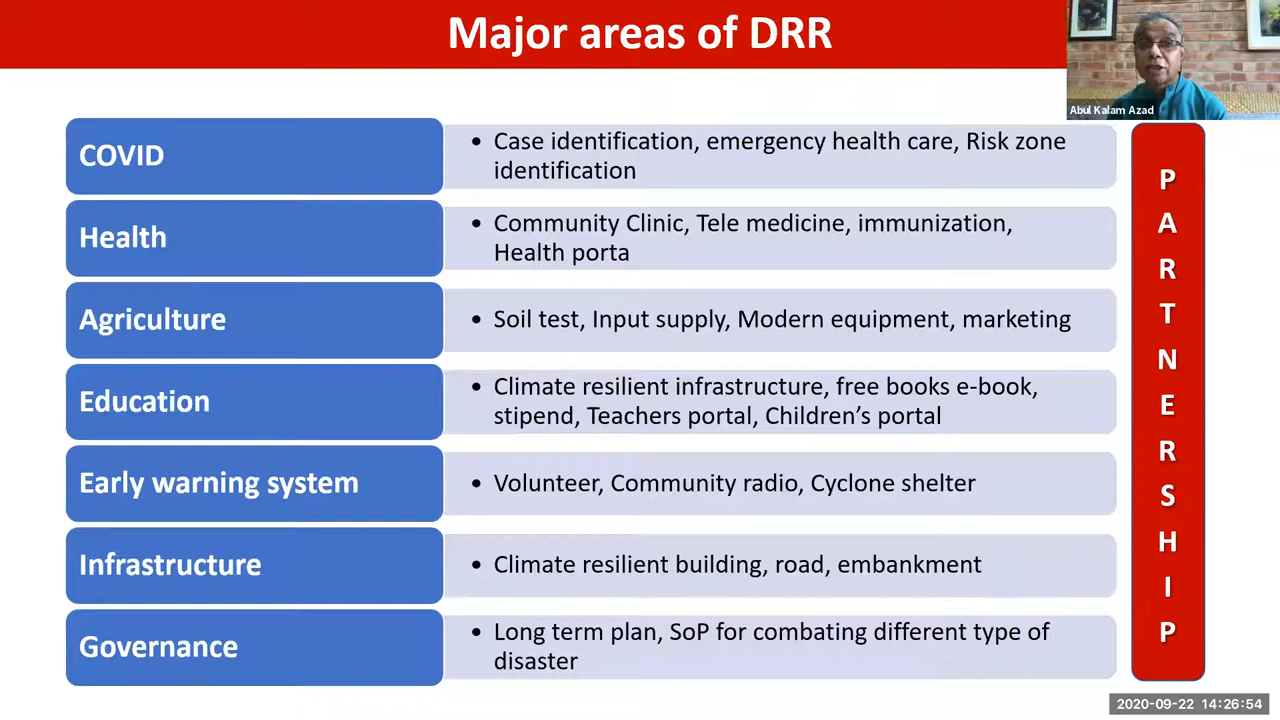 Major areas of DRR
Abul Kalam Azad
COVID
• Case identification, emergency health care, Risk zone
identification
Health
• Community Clinic, Tele medicine, immunization,
Health porta
Agriculture
• Soil test, Input supply, Modern equipment, marketing
Education
• Climate resilient infrastructure, free books e-book,
stipend, Teachers portal, Children’s portal
Early warning system
• Volunteer, Community radio, Cyclone shelter
Infrastructure
• Climate resilient building, road, embankment
Governance
• Long term plan, SoP for combating different type of
disaster
P
A
R
T
N
E
R
S
H
I
P
2020-09-22 14:26:54